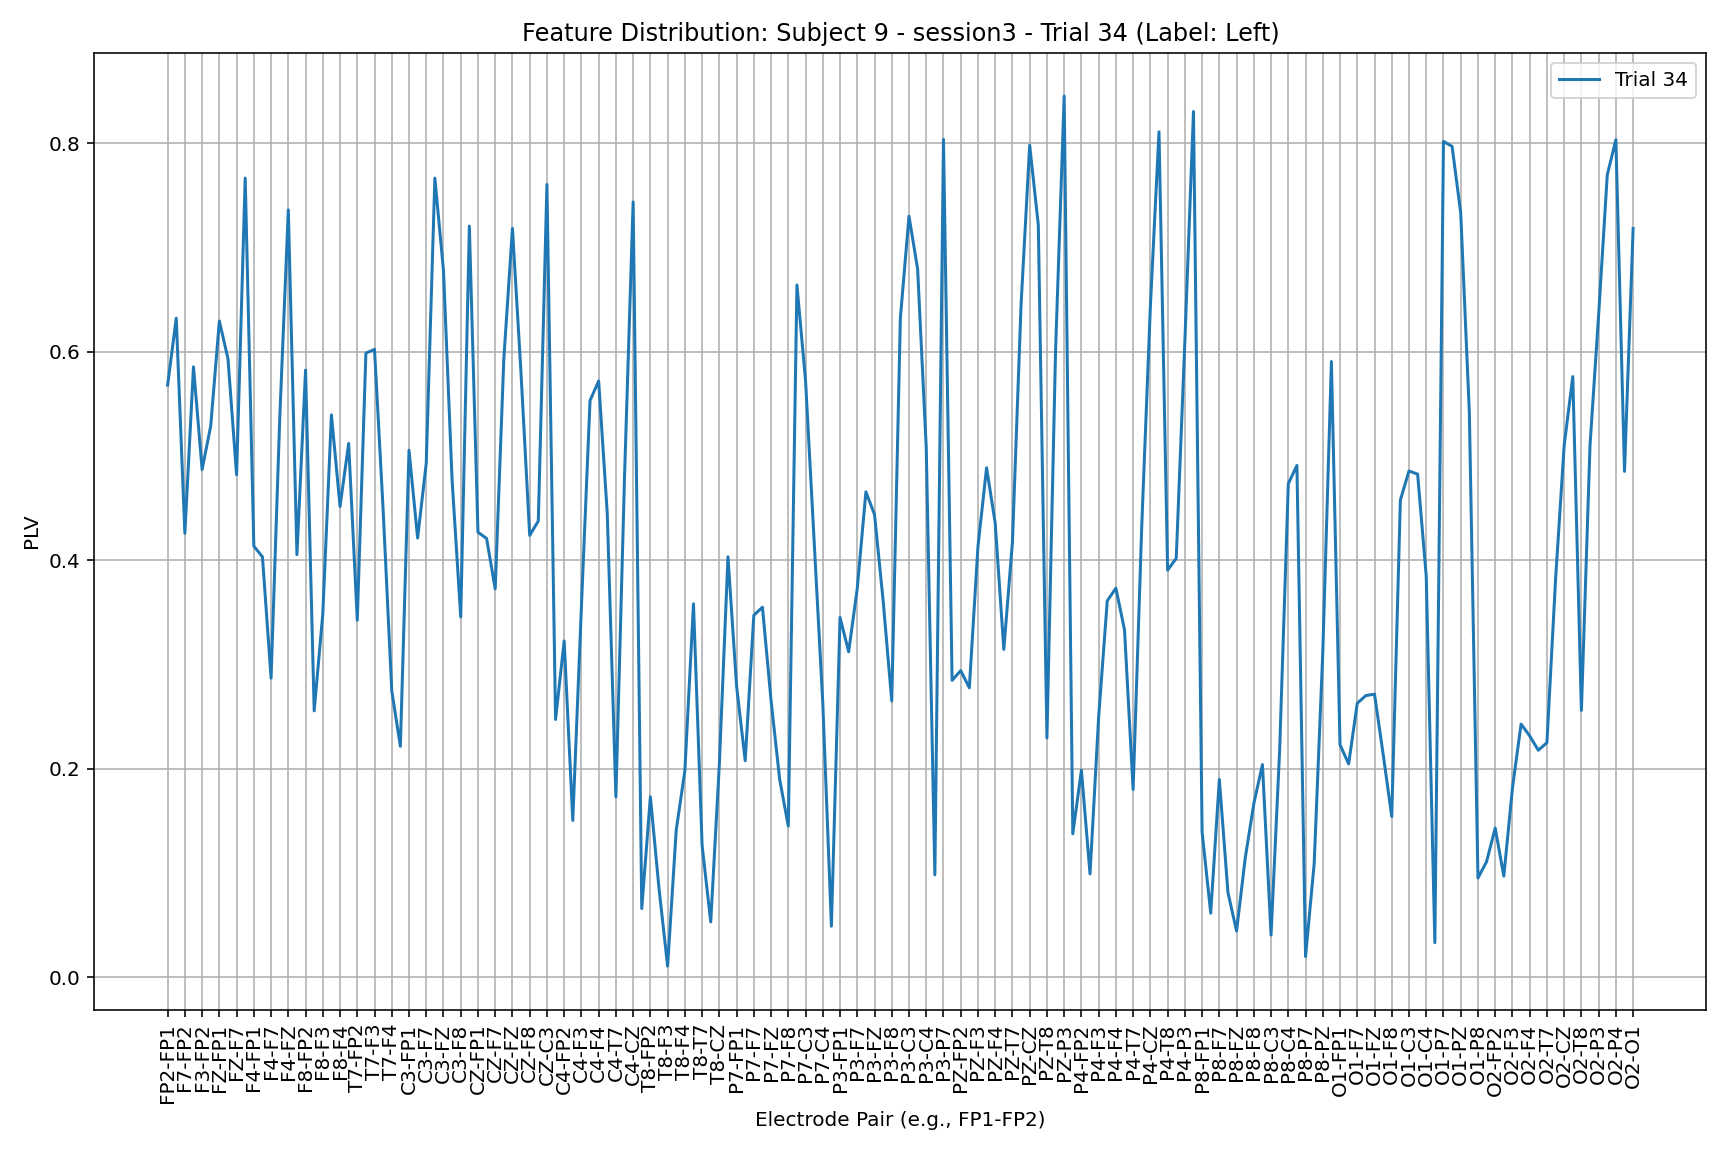 Feature Distribution: Subject 9 - session3 - Trial 34 (Label: Left)
Trial 34
PLV
0.8
0.6
0.4
0.2
0.0
FP2-FP1
F7-FP2
F3-FP2
FZ-FP1
FZ-F7
F4-FP1
F4-F7
F4-FZ
F8-FP2
F8-F3
F8-F4
T7-FP2
T7-F3
T7-F4
C3-FP1
C3-F7
C3-FZ
C3-F8
CZ-FP1
CZ-F7
CZ-FZ
CZ-F8
CZ-C3
C4-FP2
C4-F3
C4-F4
C4-T7
C4-CZ
T8-FP2
T8-F3
T8-F4
T8-T7
T8-CZ
P7-FP1
P7-F7
P7-FZ
P7-F8
P7-C3
P7-C4
P3-FP1
P3-F7
P3-FZ
P3-F8
P3-C3
P3-C4
P3-P7
PZ-FP2
PZ-F3
PZ-F4
PZ-T7
PZ-CZ
PZ-T8
PZ-P3
P4-FP2
P4-F3
P4-F4
P4-T7
P4-CZ
P4-T8
P4-P3
P8-FP1
P8-F7
P8-FZ
P8-F8
P8-C3
P8-C4
P8-P7
P8-PZ
O1-FP1
O1-F7
O1-FZ
O1-F8
O1-C3
O1-C4
O1-P7
O1-PZ
O1-P8
O2-FP2
O2-F3
O2-F4
O2-T7
O2-CZ
O2-T8
O2-P3
O2-P4
O2-O1
Electrode Pair (e.g., FP1-FP2)